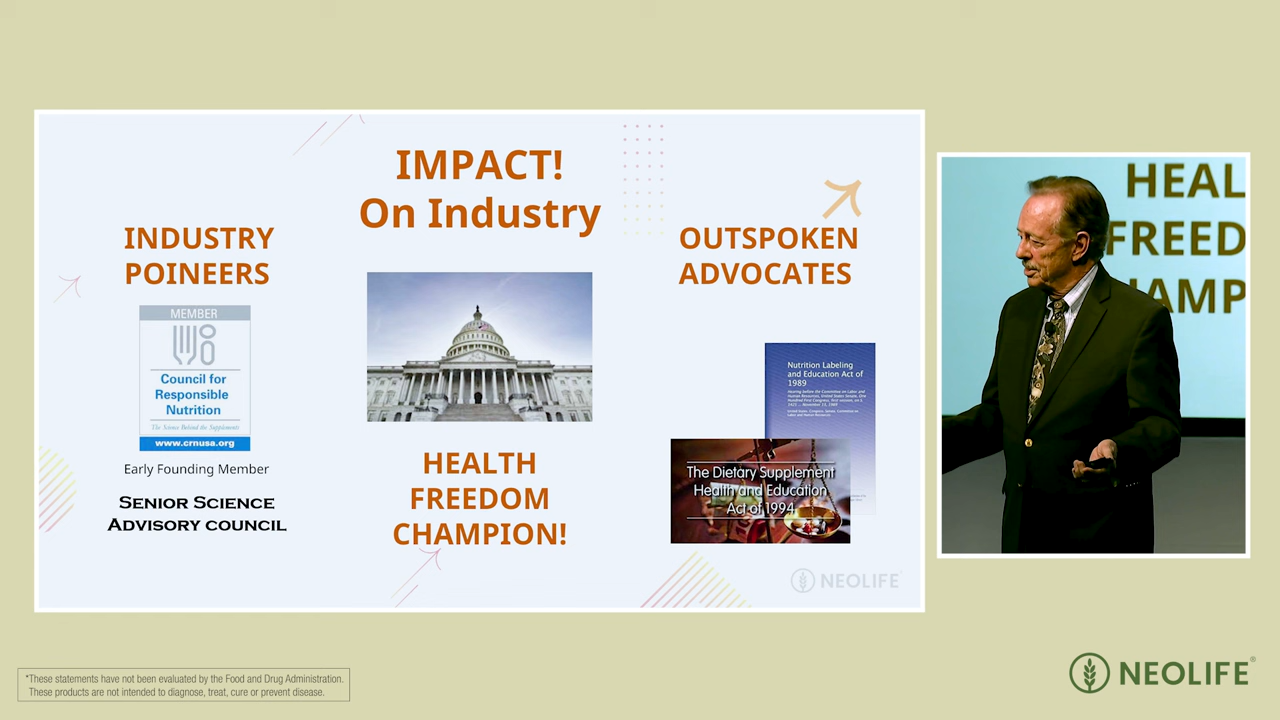 IMPACT!
On Industry
INDUSTRY
POINEERS
MEMBER
Council for
Responsible
Nutrition
The Science Behind the Supplements
www.crnusa.org
Early Founding Member
SENIOR SCIENCE
ADVISORY COUNCIL
HEALTH
FREEDOM
CHAMPION!
OUTSPOKEN
ADVOCATES
Nutrition Labeling
and Education Act of
1989
The Dietary Supplement
Health and Education
Act of 1994
NEOLIFE
HEAL
FREED
HAMP
*These statements have not been evaluated by the Food and Drug Administration.
These products are not intended to diagnose, treat, cure or prevent disease.
NEOLIFE®